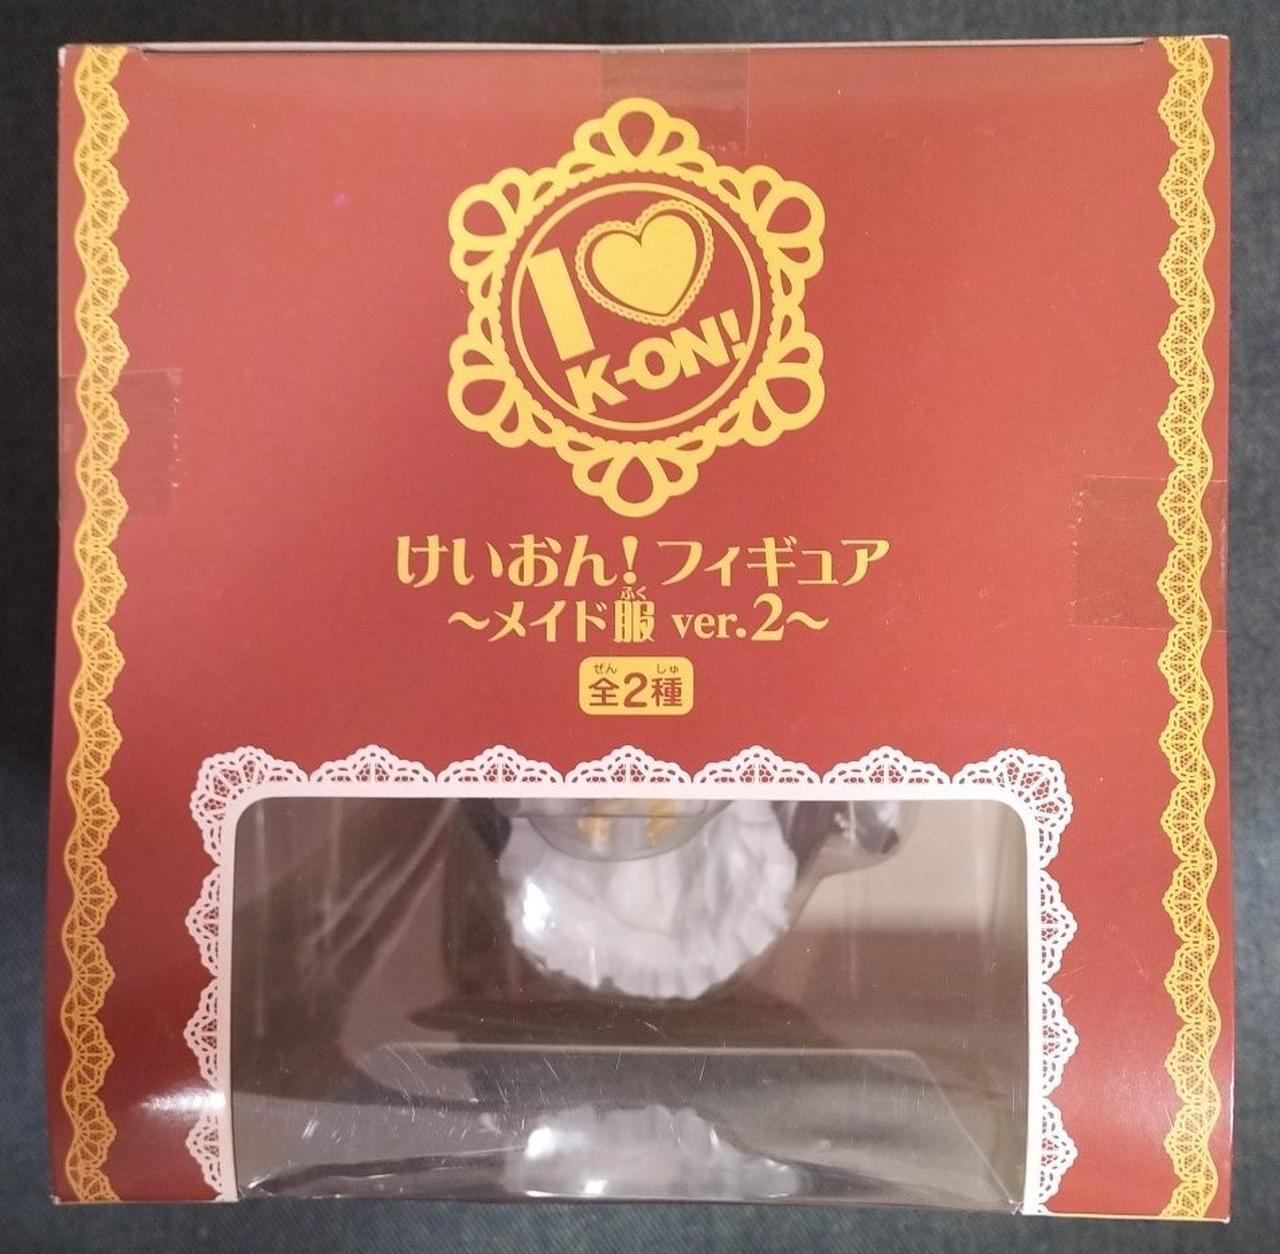 I ♥
K-ON!
けいおん! フィギュア
ふく
～メイド服 ver.2～
ぜん しゅ
全2種